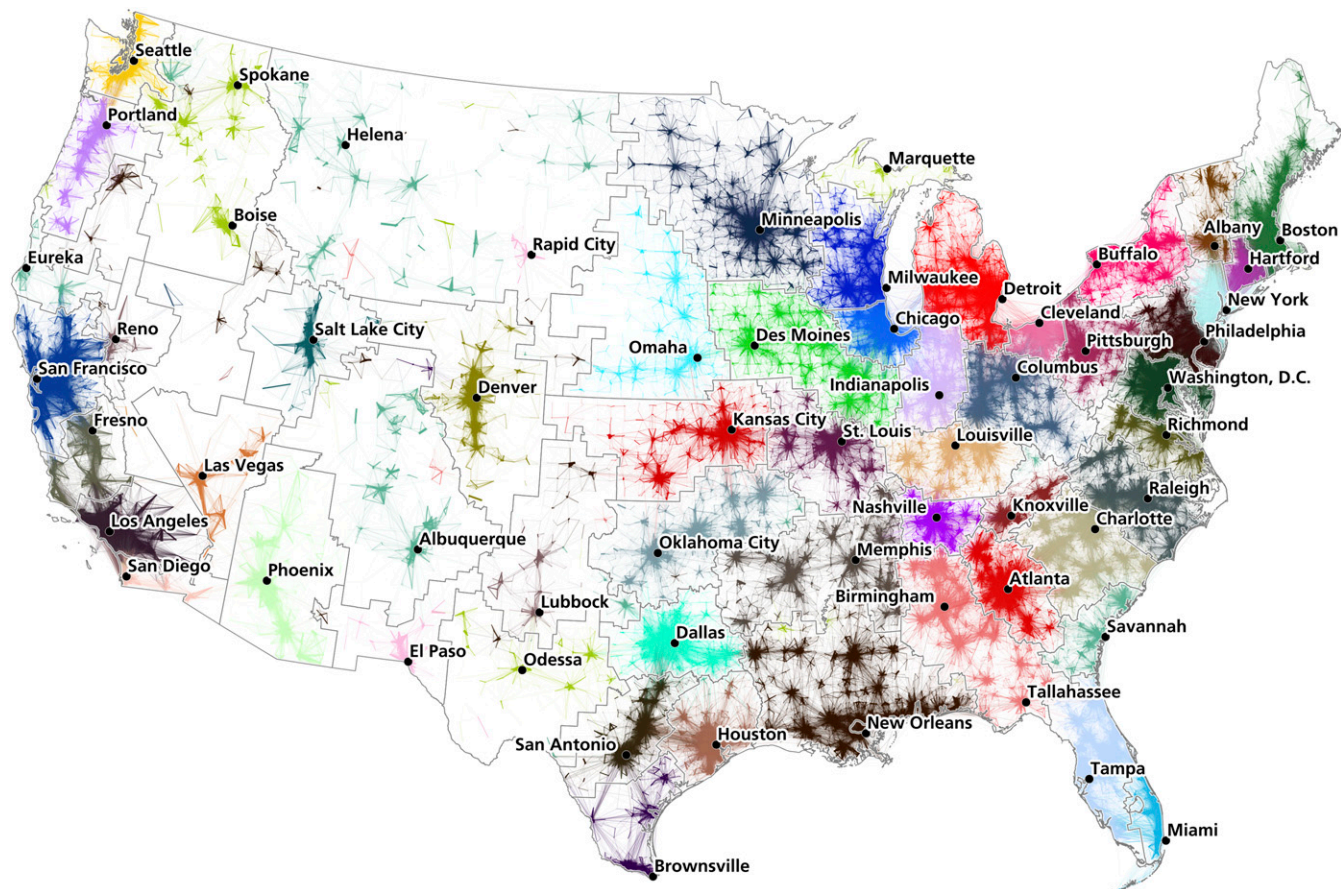 Seattle
Spokane
Portland
Helena
Marquette
Boise
Minneapolis
Rapid City
Albany
Boston
Buffalo
Hartford
Eureka
Milwaukee
Detroit
New York
Cleveland
Chicago
Reno
Salt Lake City
Philadelphia
Des Moines
Pittsburgh
Omaha
Columbus
San Francisco
Denver
Indianapolis
Washington, D.C.
Fresno
Kansas City
St. Louis
Louisville
Richmond
Las Vegas
Raleigh
Nashville
Knoxville
Los Angeles
Charlotte
Albuquerque
Oklahoma City
Memphis
San Diego
Phoenix
Atlanta
Birmingham
Lubbock
Savannah
Dallas
El Paso
Odessa
Tallahassee
New Orleans
San Antonio
Houston
Tampa
Miami
Brownsville